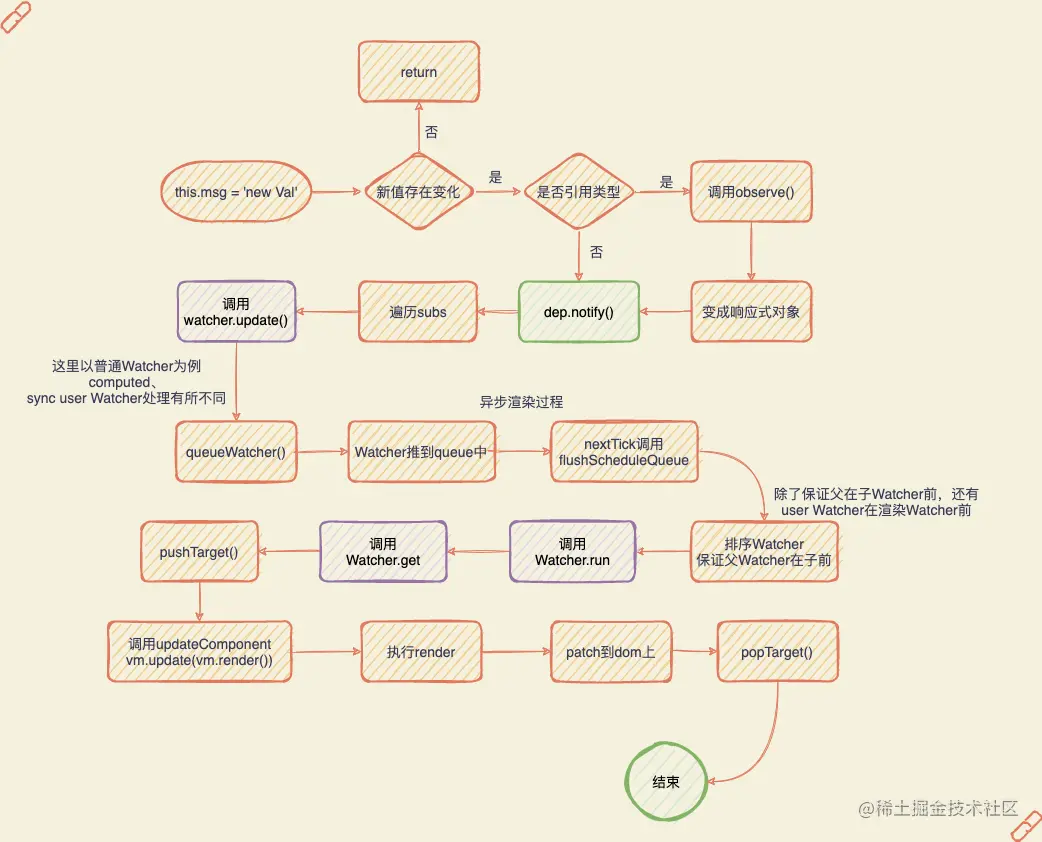 return
否
this.msg = 'new Val'
新值存在变化
是
是否引用类型
是
调用observe()
否
调用
watcher.update()
遍历subs
dep.notify()
变成响应式对象
这里以普通Watcher为例
computed、
sync user Watcher处理有所不同
异步渲染过程
queueWatcher()
Watcher推到queue中
nextTick调用
flushScheduleQueue
除了保证父在子Watcher前，还有
user Watcher在渲染Watcher前
pushTarget()
调用
Watcher.get
调用
Watcher.run
排序Watcher
保证父Watcher在子前
调用updateComponent
vm.update(vm.render())
执行render
patch到dom上
popTarget()
结束
@稀土掘金技术社区